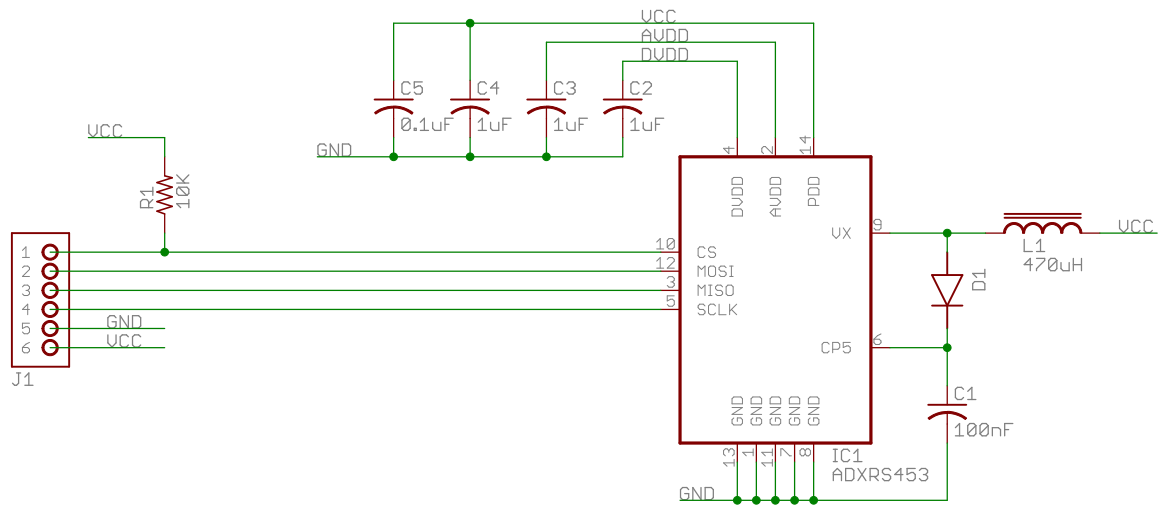 VCC
AVDD
DVDD
C5
C4
C3
C2
0.1uF
1uF
1uF
1uF
GND
VCC
R1
10K
4
2
14
DVDD
AVDD
PDD
VX
9
L1
470uH
VCC
1
2
3
4
5
6
GND
VCC
J1
10
12
3
5
CS
MOSI
MISO
SCLK
D1
CP5
6
C1
100nF
GND
GND
GND
GND
GND
13
1
11
7
8
IC1
ADXRS453
GND